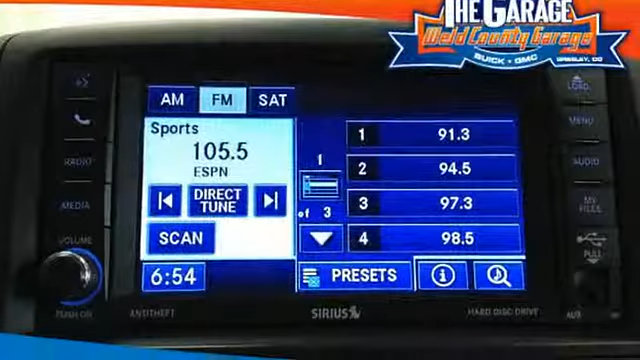 THE GARAGE
Weld County Garage
BUICK • GMC
GREELEY, CO
LOAD
MENU
AUDIO
MY FILES
PULL
AUX
RADIO
MEDIA
VOLUME
PUSH ON
AM FM SAT
Sports
105.5
ESPN
DIRECT TUNE
SCAN
6:54
1
of 3
1 91.3
2 94.5
3 97.3
4 98.5
PRESETS
ANTITHEFT
SIRIUS
HARD DISC DRIVE